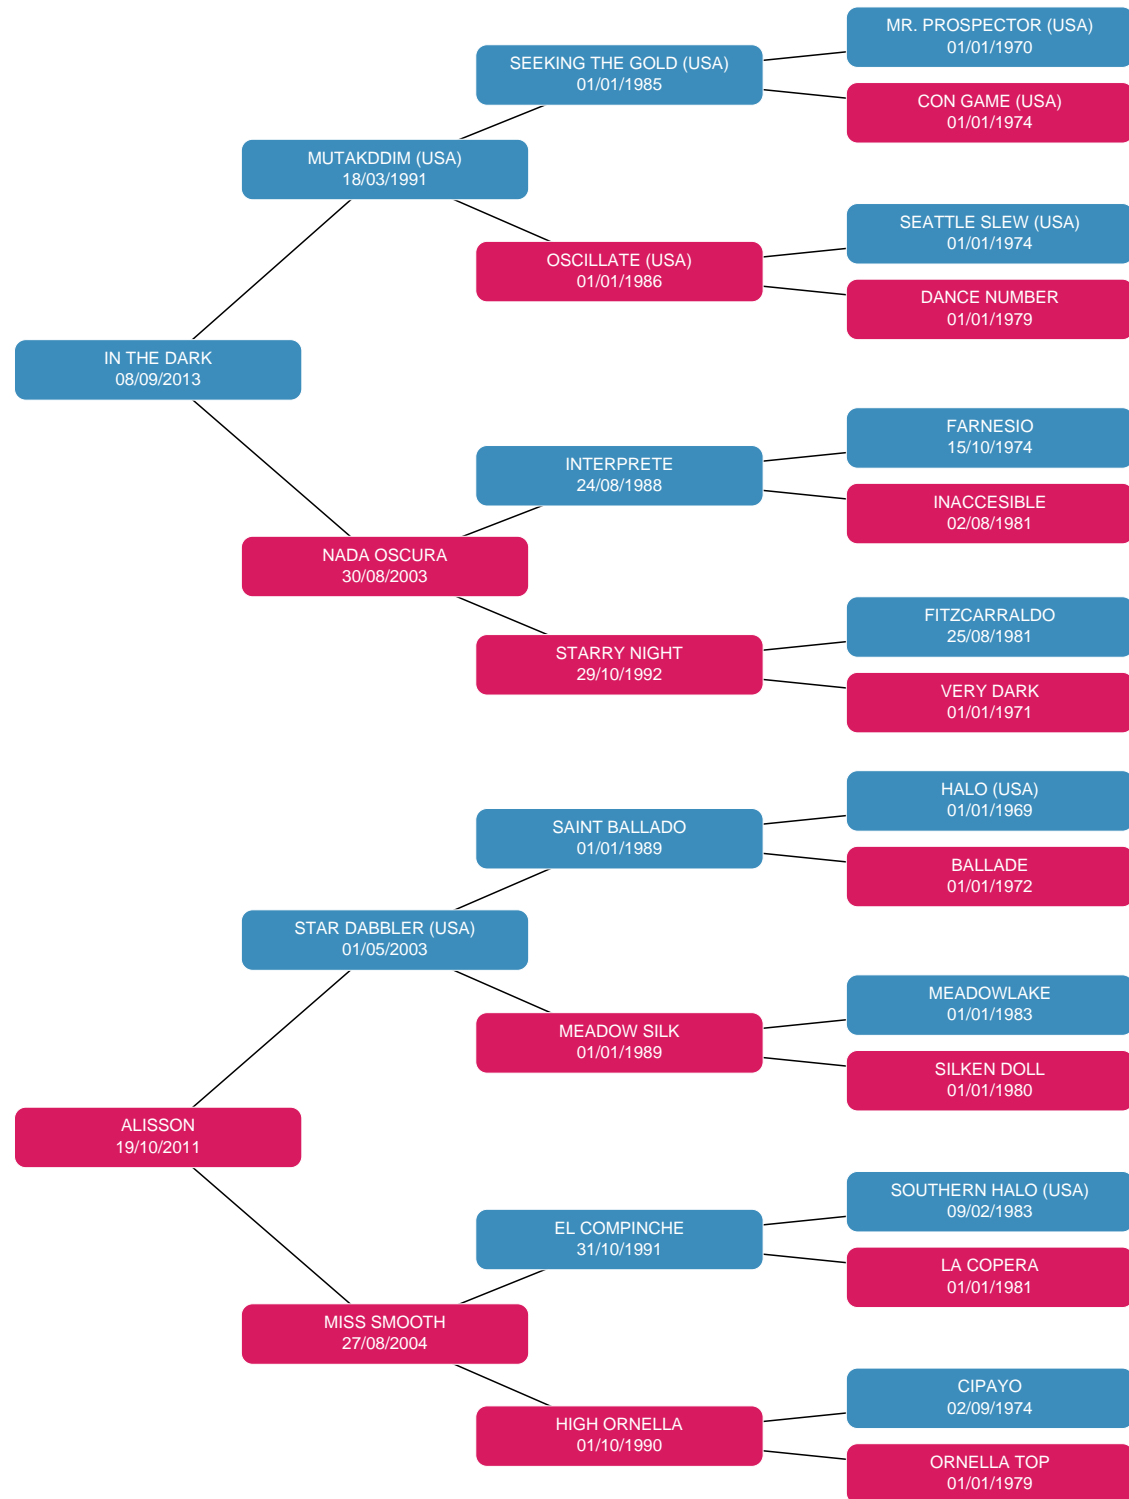 MR. PROSPECTOR (USA)
01/01/1970
SEEKING THE GOLD (USA)
01/01/1985
CON GAME (USA)
01/01/1974
MUTAKDDIM (USA)
18/03/1991
SEATTLE SLEW (USA)
01/01/1974
OSCILLATE (USA)
01/01/1986
DANCE NUMBER
01/01/1979
IN THE DARK
08/09/2013
FARNESIO
15/10/1974
INTERPRETE
24/08/1988
INACCESIBLE
02/08/1981
NADA OSCURA
30/08/2003
FITZCARRALDO
25/08/1981
STARRY NIGHT
29/10/1992
VERY DARK
01/01/1971
HALO (USA)
01/01/1969
SAINT BALLADO
01/01/1989
BALLADE
01/01/1972
STAR DABBLER (USA)
01/05/2003
MEADOWLAKE
01/01/1983
MEADOW SILK
01/01/1989
SILKEN DOLL
01/01/1980
ALISSON
19/10/2011
SOUTHERN HALO (USA)
09/02/1983
EL COMPINCHE
31/10/1991
LA COPERA
01/01/1981
MISS SMOOTH
27/08/2004
CIPAYO
02/09/1974
HIGH ORNELLA
01/10/1990
ORNELLA TOP
01/01/1979